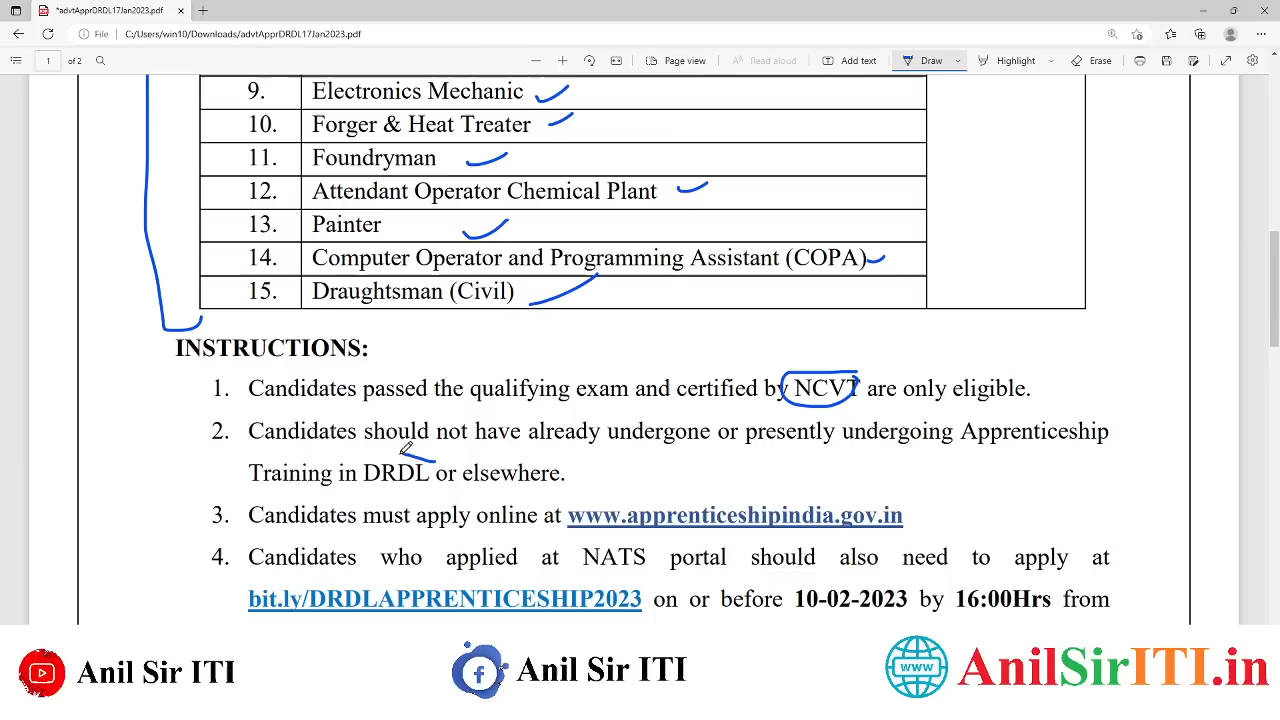 *advtApprDRDL17Jan2023.pdf
File C:/Users/win10/Downloads/advtApprDRDL17Jan2023.pdf
1 of 2 Page view Read aloud Add text Draw Highlight Erase
9. Electronics Mechanic
10. Forger & Heat Treater
11. Foundryman
12. Attendant Operator Chemical Plant
13. Painter
14. Computer Operator and Programming Assistant (COPA)
15. Draughtsman (Civil)
INSTRUCTIONS:
1. Candidates passed the qualifying exam and certified by NCVT are only eligible.
2. Candidates should not have already undergone or presently undergoing Apprenticeship
Training in DRDL or elsewhere.
3. Candidates must apply online at www.apprenticeshipindia.gov.in
4. Candidates who applied at NATS portal should also need to apply at
bit.ly/DRDLAPPRENTICESHIP2023 on or before 10-02-2023 by 16:00Hrs from
Anil Sir ITI Anil Sir ITI www AnilSirITI.in